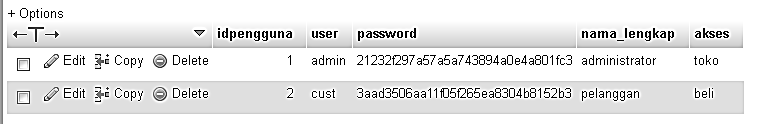 + Options
←T→ idpengguna user password nama_lengkap akses
Edit Copy Delete 1 admin 21232f297a57a5a743894a0e4a801fc3 administrator toko
Edit Copy Delete 2 cust 3aad3506aa11f05f265ea8304b8152b3 pelanggan beli